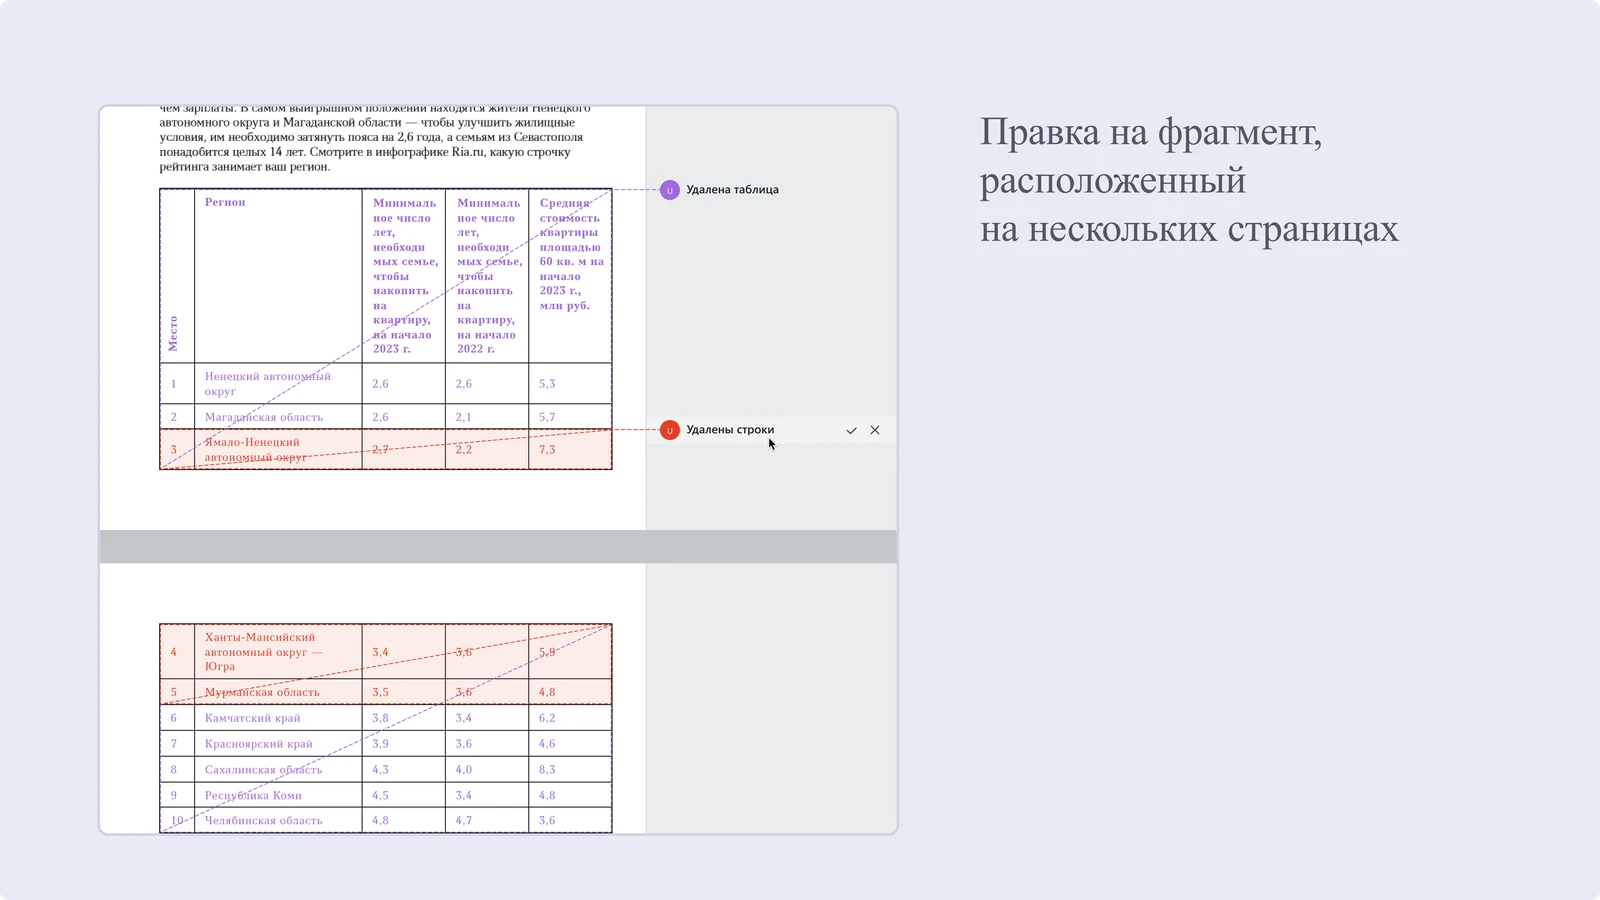 чем зарплаты. В самом выигрышном положении находятся жители Ненецкого
автономного округа и Магаданской области — чтобы улучшить жилищные
условия, им необходимо затянуть пояса на 2,6 года, а семьям из Севастополя
понадобится целых 14 лет. Смотрите в инфографике Ria.ru, какую строчку
рейтинга занимает ваш регион.
Место
Регион
Минималь
ное число
лет,
необходи
мых семье,
чтобы
накопить
на
квартиру,
на начало
2023 г.
Минималь
ное число
лет,
необходи
мых семье,
чтобы
накопить
на
квартиру,
на начало
2022 г.
Средняя
стоимость
квартиры
площадью
60 кв. м на
начало
2023 г.,
млн руб.
1 Ненецкий автономный
округ 2,6 2,6 5,3
2 Магаданская область 2,6 2,1 5,7
3 Ямало-Ненецкий
автономный округ 2,7 2,2 7,3
U Удалена таблица
U Удалены строки
4 Ханты-Мансийский
автономный округ —
Югра 3,4 3,6 5,9
5 Мурманская область 3,5 3,6 4,8
6 Камчатский край 3,8 3,4 6,2
7 Красноярский край 3,9 3,6 4,6
8 Сахалинская область 4,3 4,0 8,3
9 Республика Коми 4,5 3,4 4,8
10 Челябинская область 4,8 4,7 3,6
Правка на фрагмент,
расположенный
на нескольких страницах